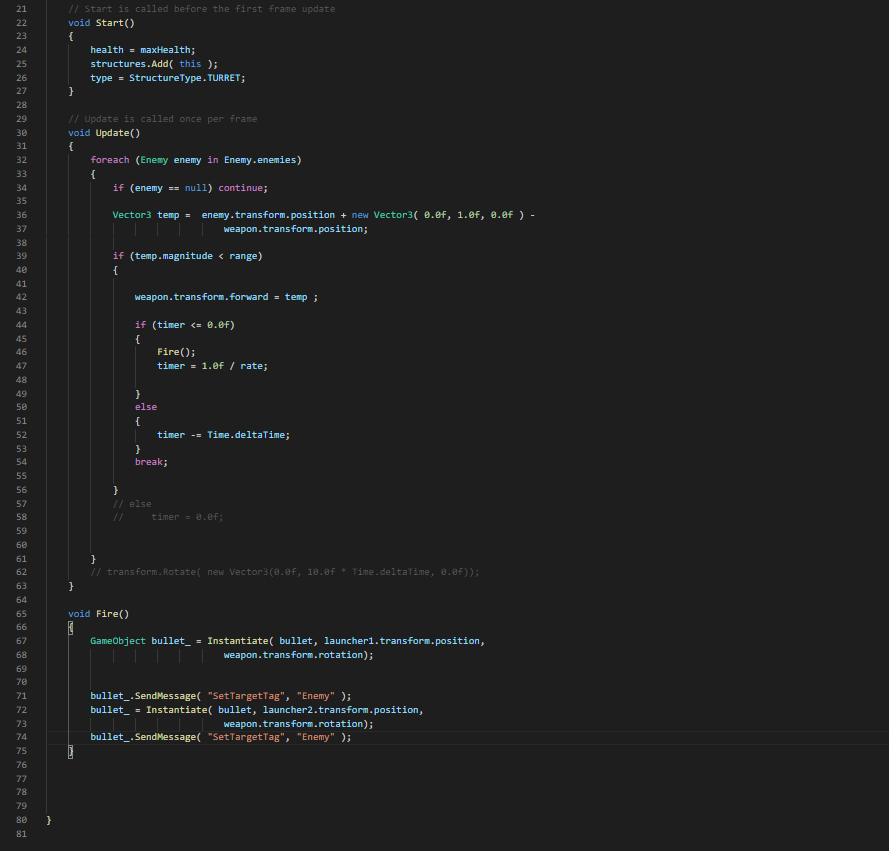 21 // Start is called before the first frame update
22 void Start()
23 {
24 health = maxHealth;
25 structures.Add( this );
26 type = StructureType.TURRET;
27 }
28
29 // Update is called once per frame
30 void Update()
31 {
32 foreach (Enemy enemy in Enemy.enemies)
33 {
34 if (enemy == null) continue;
35
36 Vector3 temp =  enemy.transform.position + new Vector3( 0.0f, 1.0f, 0.0f ) -
37 weapon.transform.position;
38
39 if (temp.magnitude < range)
40 {
41
42 weapon.transform.forward = temp ;
43
44 if (timer <= 0.0f)
45 {
46 Fire();
47 timer = 1.0f / rate;
48
49 }
50 else
51 {
52 timer -= Time.deltaTime;
53 }
54 break;
55
56 }
57 // else
58 //     timer = 0.0f;
59
60
61 }
62 // transform.Rotate( new Vector3(0.0f, 10.0f * Time.deltaTime, 0.0f));
63 }
64
65 void Fire()
66 {
67 GameObject bullet_ = Instantiate( bullet, launcher1.transform.position,
68 weapon.transform.rotation);
69
70
71 bullet_.SendMessage( "SetTargetTag", "Enemy" );
72 bullet_ = Instantiate( bullet, launcher2.transform.position,
73 weapon.transform.rotation);
74 bullet_.SendMessage( "SetTargetTag", "Enemy" );
75 }
76
77
78
79
80 }
81